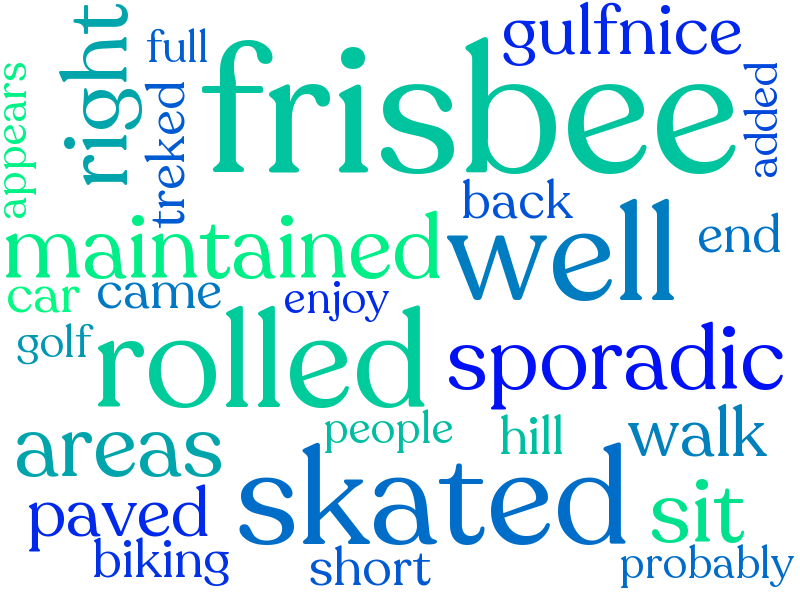 right
full
gulfnice
frisbee
appears
treked
added
back
maintained
well
end
car
came
enjoy
golf
rolled
sporadic
people
hill
walk
areas
skated
sit
paved
biking
short
probably